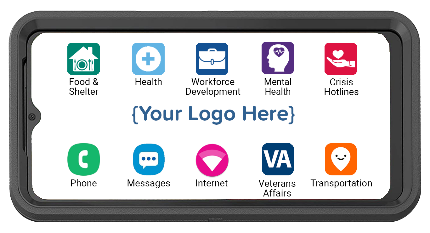 Food &
Shelter
Health
Workforce
Development
Mental
Health
Crisis
Hotlines
{Your Logo Here}
Phone
Messages
Internet
VA
Veterans
Affairs
Transportation